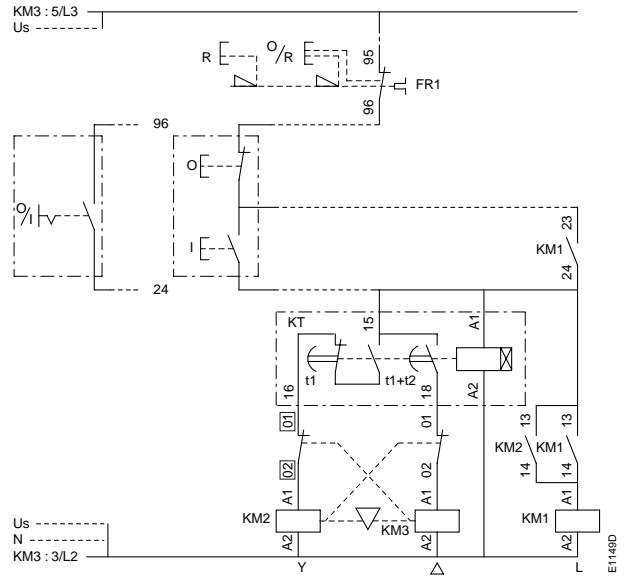 KM3 : 5/L3
Us
R
O/R
95
96
FR1
96
O/I
O
I
24
23
24
KM1
KT
15
A1
A2
t1
t1+t2
16
18
01
02
01
02
13
14
KM2
13
14
KM1
A1
A2
KM2
A1
A2
KM3
A1
A2
KM1
Us
N
KM3 : 3/L2
Y
L
E1149D